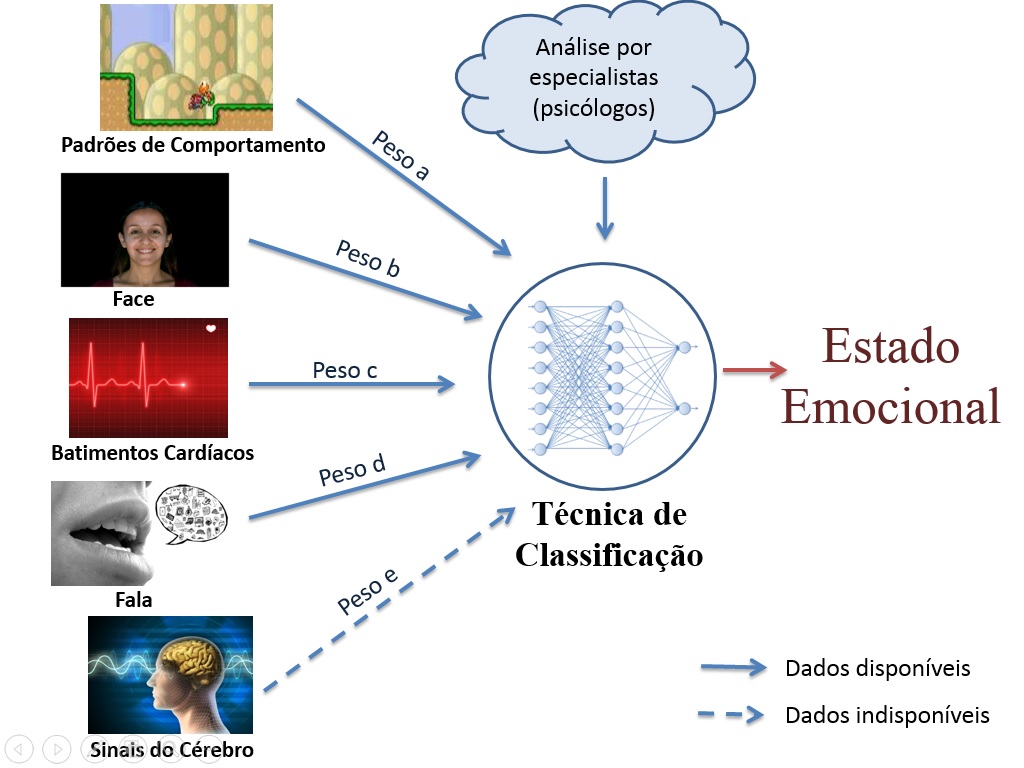 Análise por
especialistas
(psicólogos)
Padrões de Comportamento
Peso a
Face
Peso b
Batimentos Cardíacos
Peso c
Fala
Peso d
Sinais do Cérebro
Peso e
Técnica de
Classificação
Estado
Emocional
Dados disponíveis
Dados indisponíveis